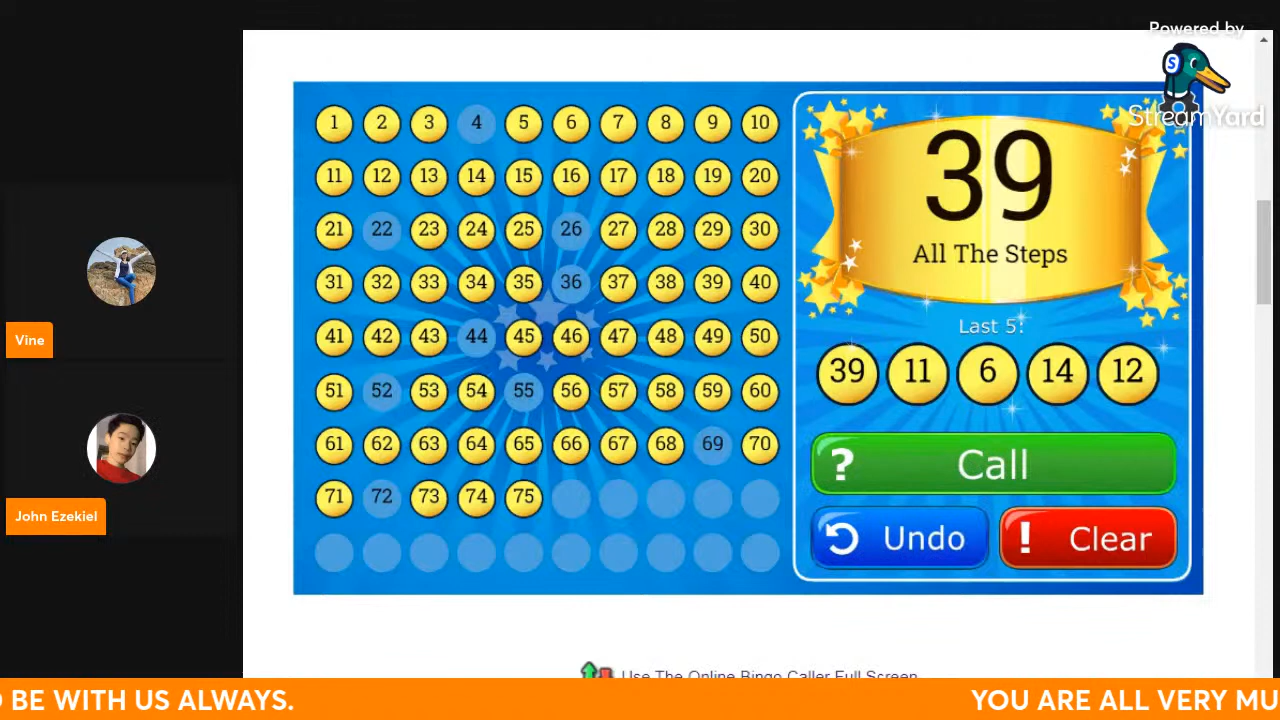 Powered by
StreamYard
1 2 3 4 5 6 7 8 9 10
11 12 13 14 15 16 17 18 19 20
21 22 23 24 25 26 27 28 29 30
31 32 33 34 35 36 37 38 39 40
41 42 43 44 45 46 47 48 49 50
51 52 53 54 55 56 57 58 59 60
61 62 63 64 65 66 67 68 69 70
71 72 73 74 75
39
All The Steps
Last 5:
39 11 6 14 12
? Call
Undo
! Clear
Vine
John Ezekiel
Use The Online Bingo Caller Full Screen
BE WITH US ALWAYS.
YOU ARE ALL VERY MU